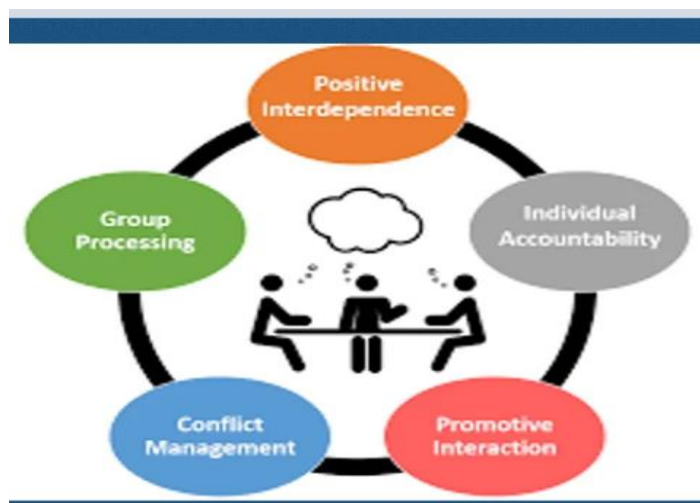 Positive
Interdependence
Individual
Accountability
Promotive
Interaction
Conflict
Management
Group
Processing